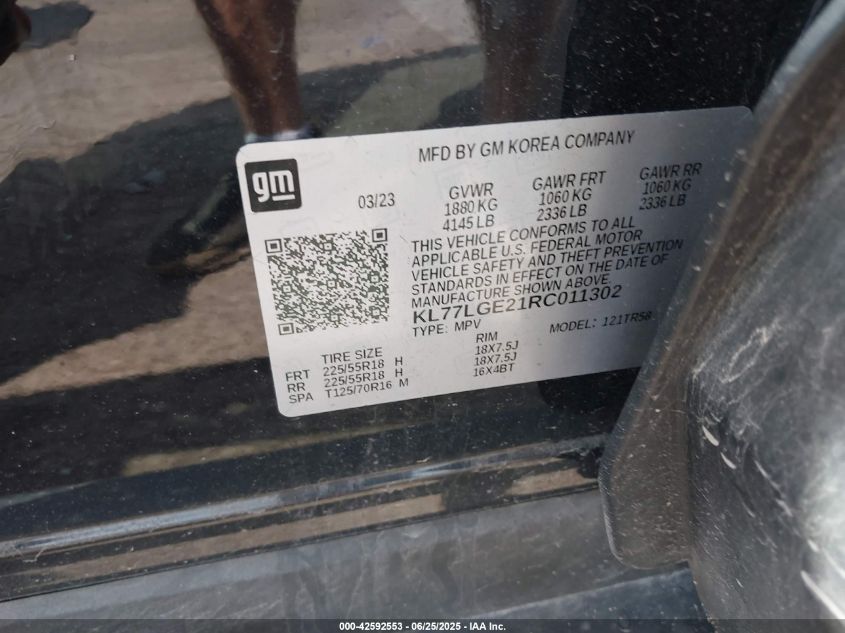 gm
MFD BY GM KOREA COMPANY
03/23
GVWR GAWR FRT GAWR RR
1880 KG 1060 KG 1060 KG
4145 LB 2336 LB 2336 LB
THIS VEHICLE CONFORMS TO ALL
APPLICABLE U.S. FEDERAL MOTOR
VEHICLE SAFETY AND THEFT PREVENTION
STANDARDS IN EFFECT ON THE DATE OF
MANUFACTURE SHOWN ABOVE.
KL77LGE21RC011302
TYPE: MPV MODEL: 121TR58
TIRE SIZE RIM
FRT 225/55R18 H 18X7.5J
RR 225/55R18 H 18X7.5J
SPA T125/70R16 M 16X4BT
000-42592553 - 06/25/2025 - IAA Inc.